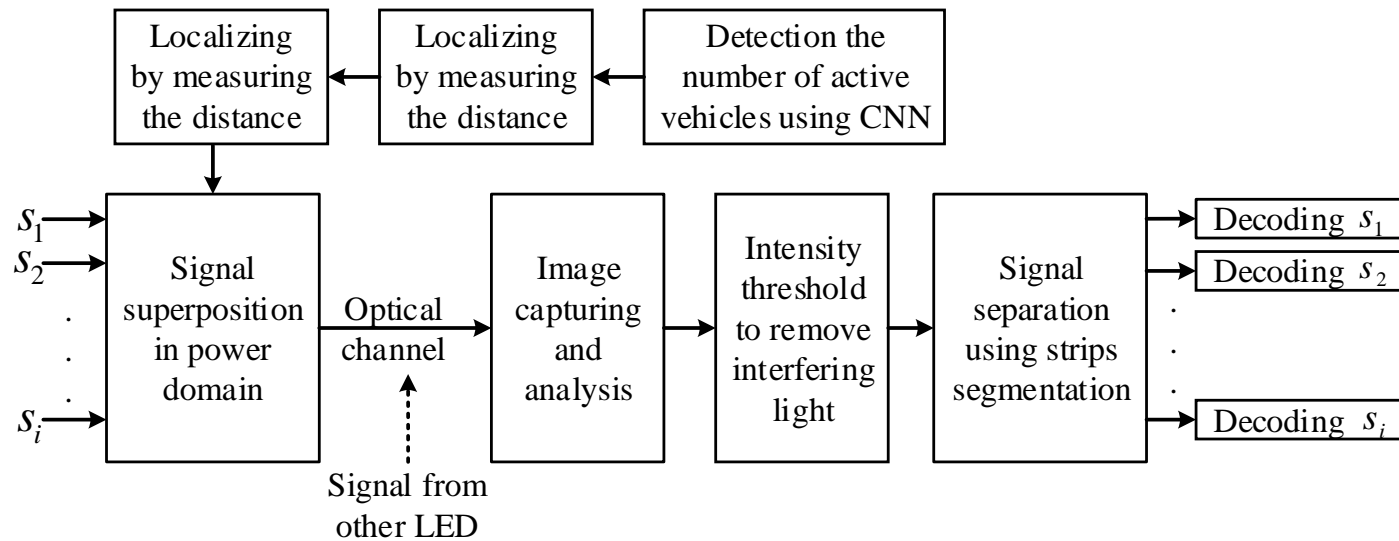 Localizing
by measuring
the distance
Localizing
by measuring
the distance
Detection the
number of active
vehicles using CNN
s1
s2
.
.
.
si
Signal
superposition
in power
domain
Optical
channel
Signal from
other LED
Image
capturing
and
analysis
Intensity
threshold
to remove
interfering
light
Signal
separation
using strips
segmentation
Decoding s1
Decoding s2
.
.
.
Decoding si